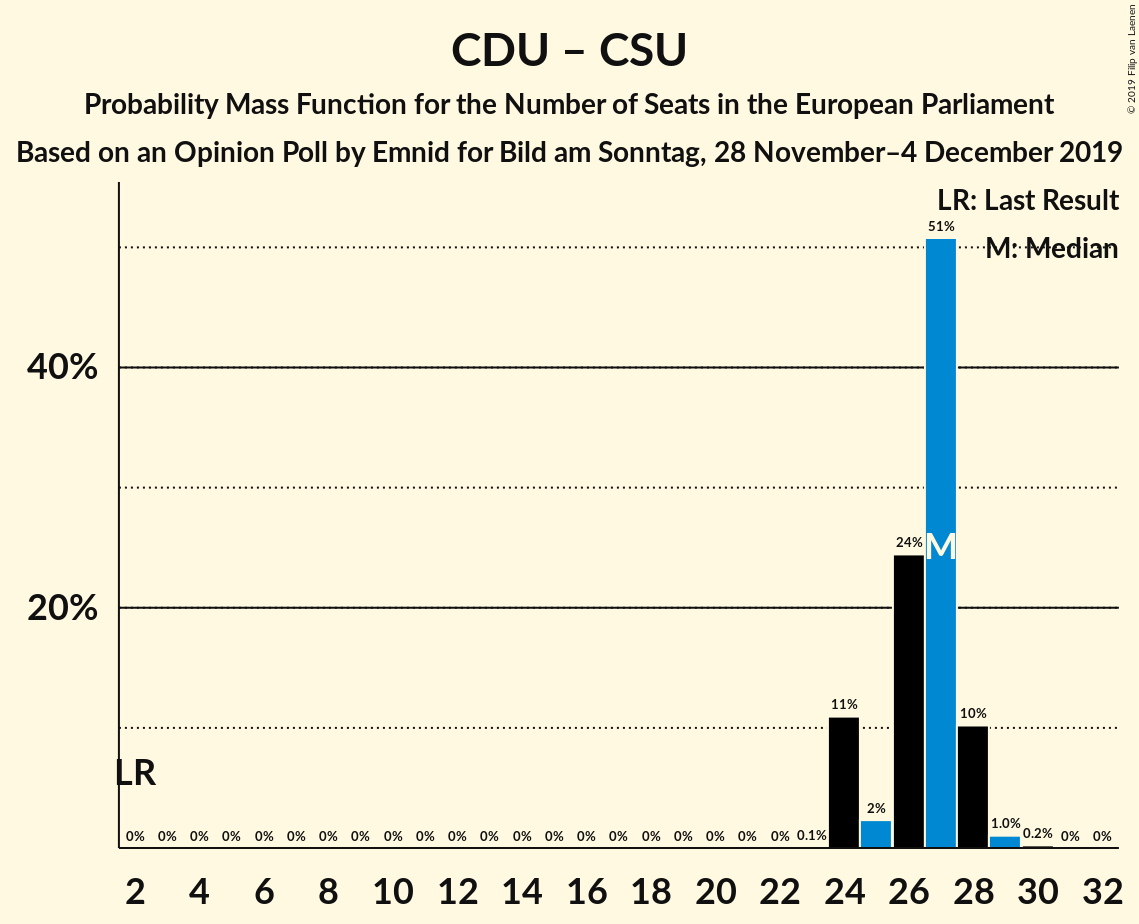 CDU – CSU
Probability Mass Function for the Number of Seats in the European Parliament
Based on an Opinion Poll by Emnid for Bild am Sonntag, 28 November–4 December 2019
© 2019 Filip van Laenen
LR: Last Result
M: Median
51%
40%
24%
M
20%
11%
10%
LR
2%
0% 0% 0% 0% 0% 0% 0% 0% 0% 0% 0% 0% 0% 0% 0% 0% 0% 0% 0% 0% 0% 0.1% 1.0% 0.2% 0% 0%
2 4 6 8 10 12 14 16 18 20 22 24 26 28 30 32